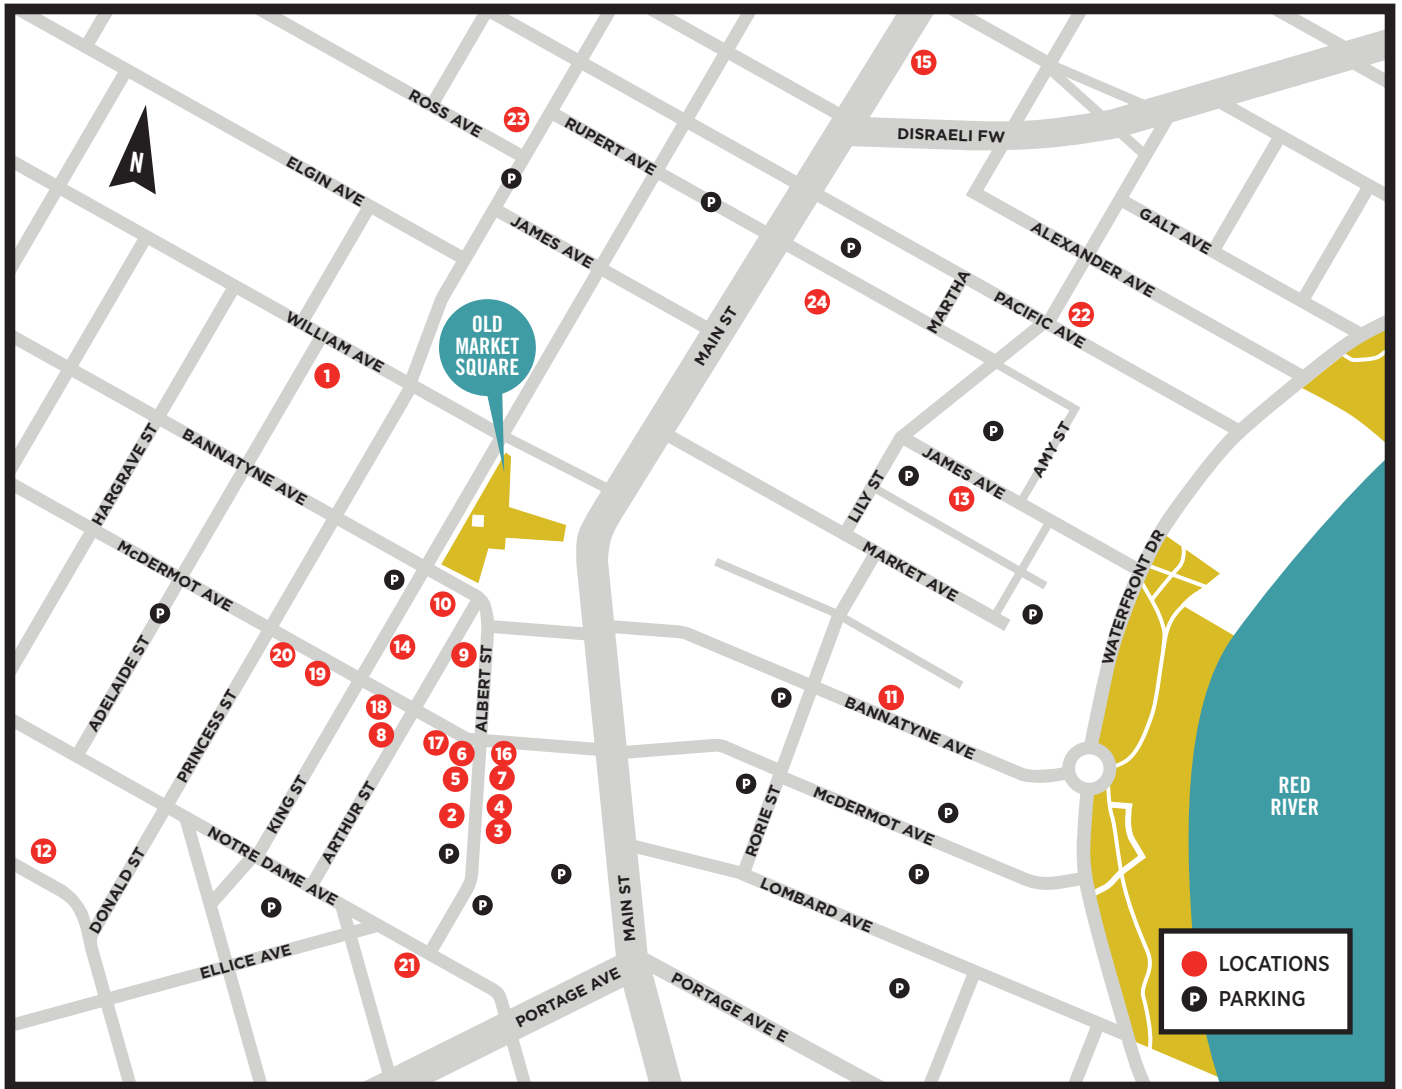 15
ROSS AVE
23
RUPERT AVE
DISRAELI FW
N
ELGIN AVE
P
P
JAMES AVE
GALT AVE
ALEXANDER AVE
P
MARTHA
24
PACIFIC AVE
22
OLD
MARKET
SQUARE
WILLIAM AVE
MAIN ST
1
HARGRAVE ST
BANNATYNE AVE
P
AMY ST
JAMES AVE
P
LILY ST
13
McDERMOT AVE
P
MARKET AVE
WATERFRONT DR
P
10
P
ADELAIDE ST
20
19
14
9
ALBERT ST
PRINCESS ST
18
8
17
6
16
5
7
2
4
3
P
11
BANNATYNE AVE
P
RORIE ST
McDERMOT AVE
P
RED
RIVER
KING ST
ARTHUR ST
12
NOTRE DAME AVE
P
P
P
DONALD ST
P
P
LOMBARD AVE
MAIN ST
ELLICE AVE
21
PORTAGE AVE
PORTAGE AVE E
P
LOCATIONS
P PARKING